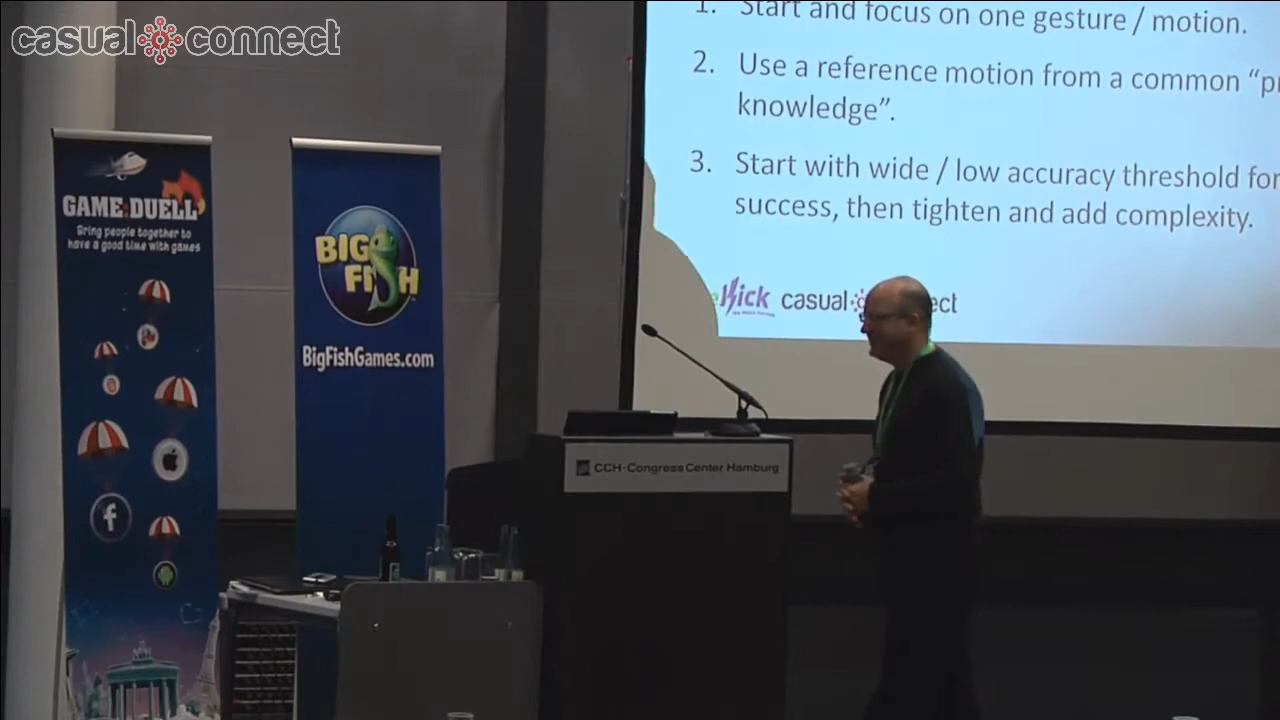 casual connect
1. Start and focus on one gesture / motion.
2. Use a reference motion from a common
knowledge”.
3. Start with wide / low accuracy threshold for
success, then tighten and add complexity.
Kick casual
GAME DUELL
Bring people together to
have a good time with games
BIG
FISH
BigFishGames.com
CCH-Congress Center Hamburg